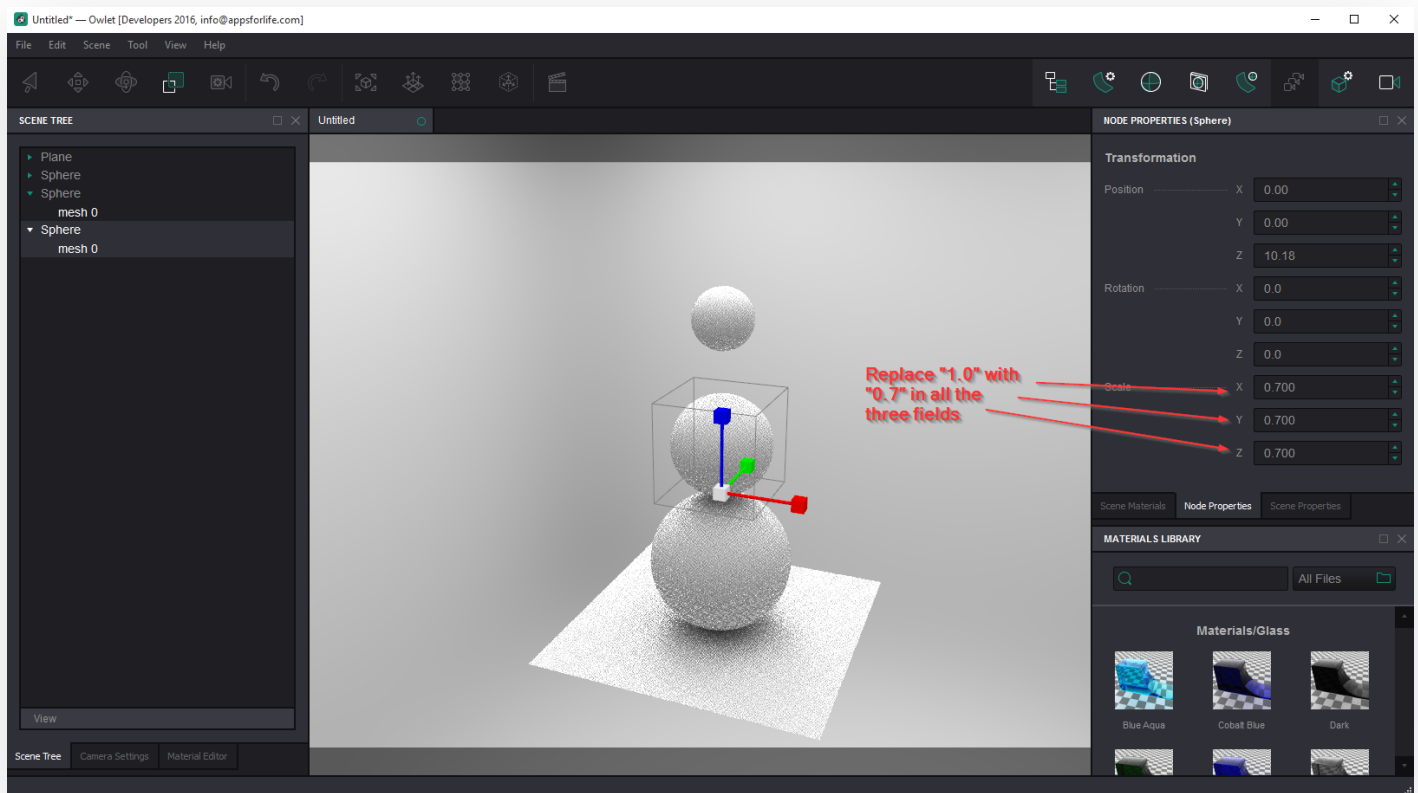 Untitled* — Owlet [Developers 2016, info@appsforlife.com]
File Edit Scene Tool View Help
SCENE TREE
Plane
Sphere
Sphere
mesh 0
Sphere
mesh 0
View
Scene Tree Camera Settings Material Editor
Untitled
Replace "1.0" with
"0.7" in all the
three fields
NODE PROPERTIES (Sphere)
Transformation
Position X 0.00
Y 0.00
Z 10.18
Rotation X 0.0
Y 0.0
Z 0.0
Scale X 0.700
Y 0.700
Z 0.700
Scene Materials Node Properties Scene Properties
MATERIALS LIBRARY
All Files
Materials/Glass
Blue Aqua Cobalt Blue Dark